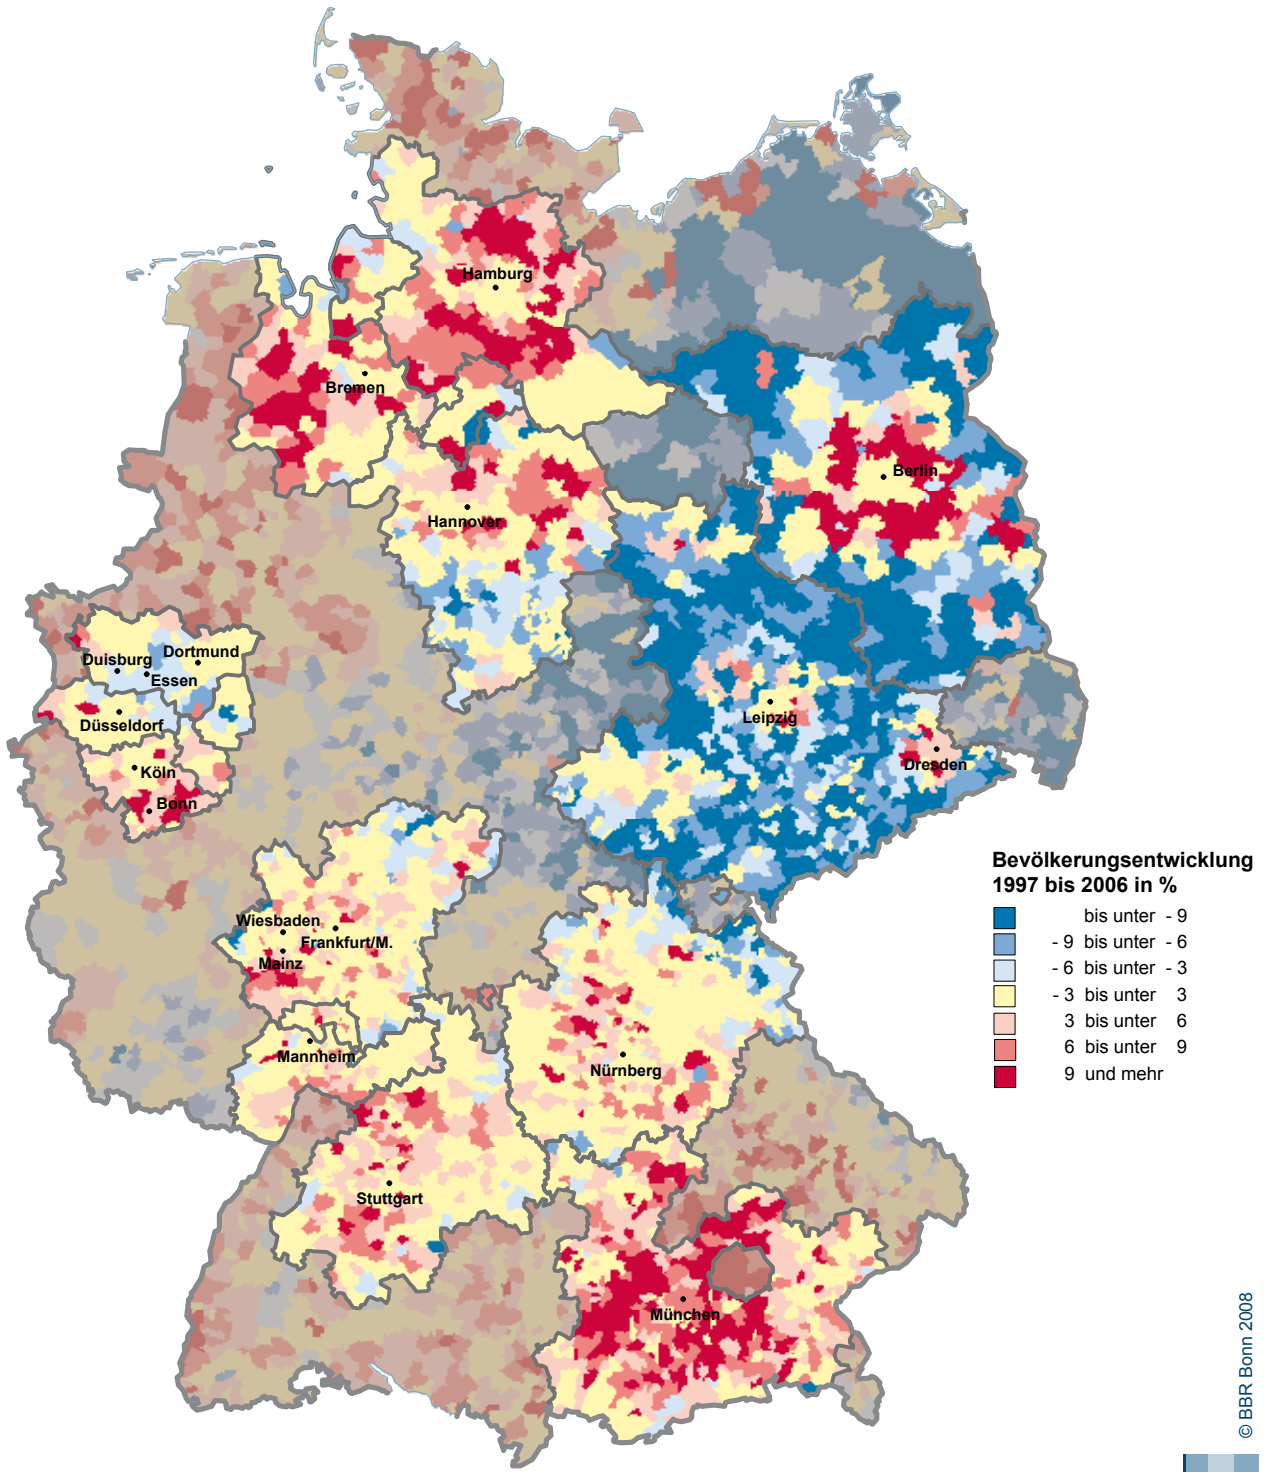 Hamburg
Bremen
Berlin
Hannover
Duisburg
Dortmund
Essen
Düsseldorf
Leipzig
Dresden
Köln
Bonn
Wiesbaden
Frankfurt/M.
Mainz
Mannheim
Nürnberg
Stuttgart
München
Bevölkerungsentwicklung
1997 bis 2006 in %
bis unter - 9
- 9 bis unter - 6
- 6 bis unter - 3
- 3 bis unter 3
3 bis unter 6
6 bis unter 9
9 und mehr
© BBR Bonn 2008